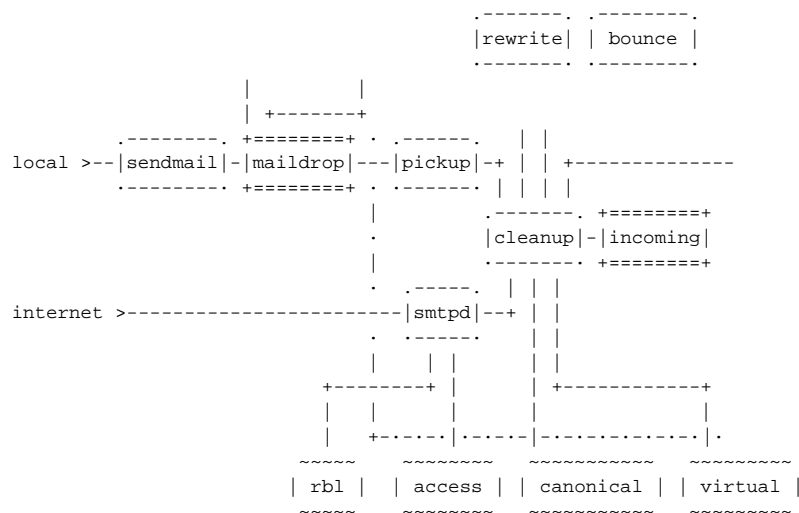 rewrite bounce
local >-- sendmail maildrop pickup
cleanup incoming
internet > smtpd
rbl access canonical virtual